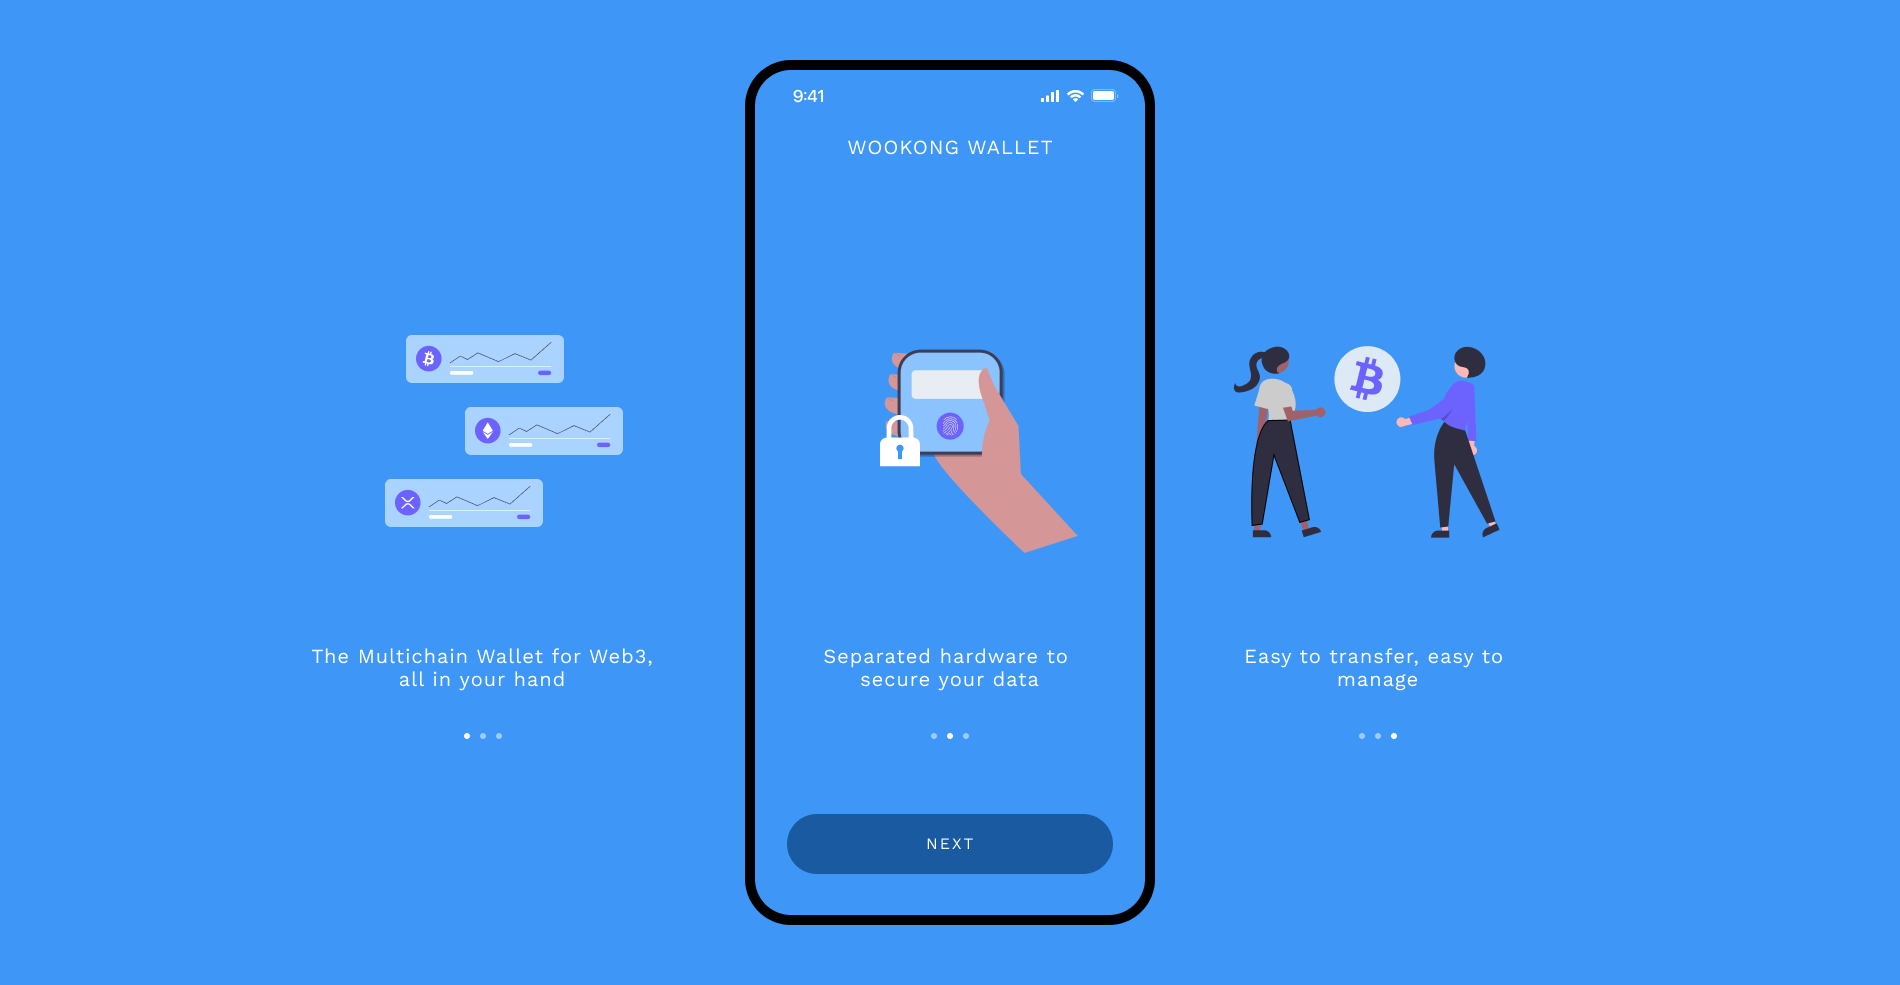 9:41
WOOKONG WALLET
The Multichain Wallet for Web3,
all in your hand
Separated hardware to
secure your data
Easy to transfer, easy to
manage
NEXT